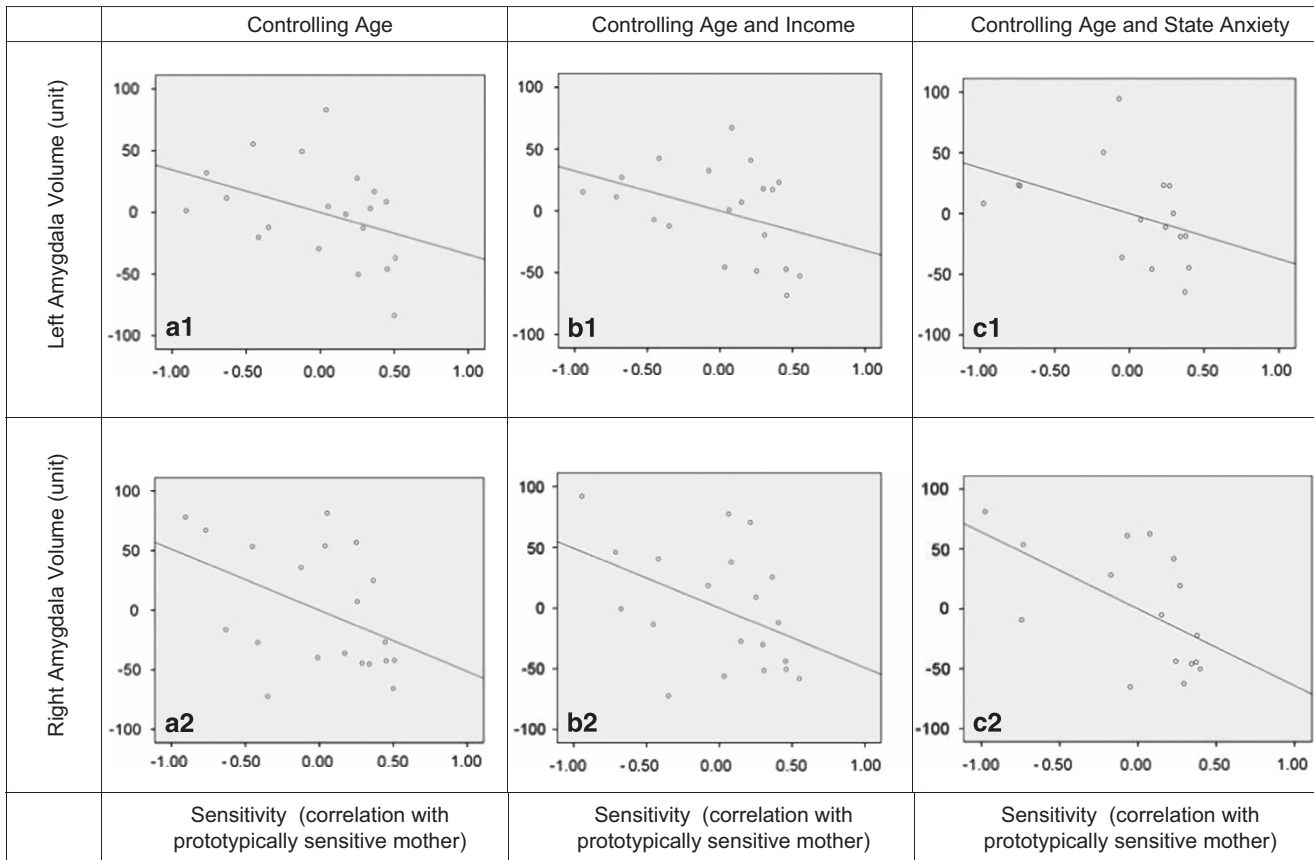 Controlling Age
Controlling Age and Income
Controlling Age and State Anxiety
Left Amygdala Volume (unit)
100
50
0
-50
-100
a1
-1.00 -0.50 0.00 0.50 1.00
100
50
0
-50
-100
b1
-1.00 -0.50 0.00 0.50 1.00
100
50
0
-50
-100
c1
-1.00 -0.50 0.00 0.50 1.00
Right Amygdala Volume (unit)
100
50
0
-50
-100
a2
-1.00 -0.50 0.00 0.50 1.00
100
50
0
-50
-100
b2
-1.00 -0.50 0.00 0.50 1.00
100
50
0
-50
-100
c2
-1.00 -0.50 0.00 0.50 1.00
Sensitivity (correlation with
prototypically sensitive mother)
Sensitivity (correlation with
prototypically sensitive mother)
Sensitivity (correlation with
prototypically sensitive mother)